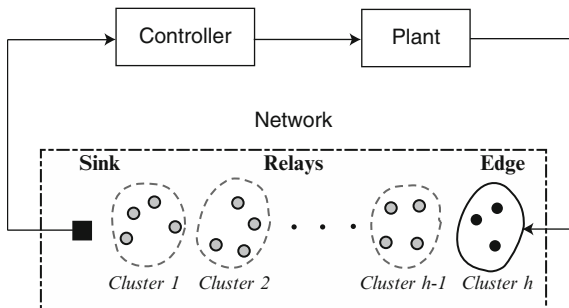 Controller
Plant
Network
Sink
Relays
Edge
Cluster 1
Cluster 2
Cluster h-1
Cluster h